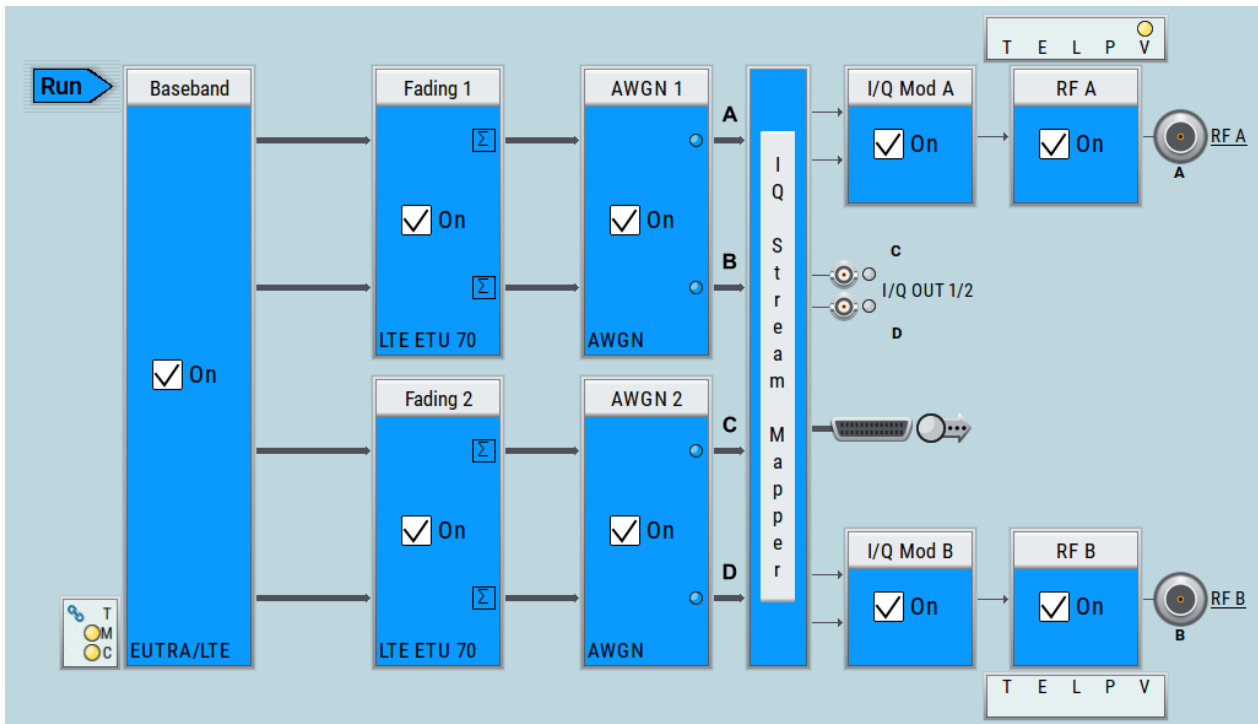 T E L P V
Run
Baseband
Fading 1
AWGN 1
I/Q Mod A
RF A
A
Σ
On
On
RF A
A
On
On
B
Σ
IQ Stream Mapper
C
I/Q OUT 1/2
D
LTE ETU 70
AWGN
On
Fading 2
AWGN 2
C
Σ
On
On
I/Q Mod B
RF B
D
Σ
On
On
RF B
B
T
M
C
EUTRA/LTE
LTE ETU 70
AWGN
T E L P V